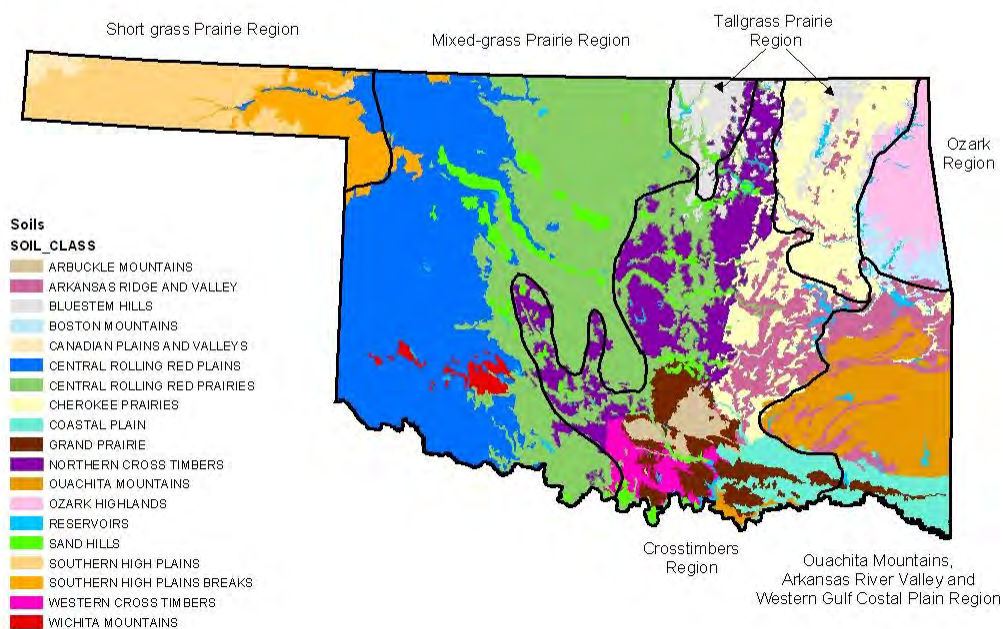 Short grass Prairie Region
Mixed-grass Prairie Region
Tallgrass Prairie
Region
Ozark
Region
Soils
SOIL_CLASS
ARBUCKLE MOUNTAINS
ARKANSAS RIDGE AND VALLEY
BLUESTEM HILLS
BOSTON MOUNTAINS
CANADIAN PLAINS AND VALLEYS
CENTRAL ROLLING RED PLAINS
CENTRAL ROLLING RED PRAIRIES
CHEROKEE PRAIRIES
COASTAL PLAIN
GRAND PRAIRIE
NORTHERN CROSS TIMBERS
OUACHITA MOUNTAINS
OZARK HIGHLANDS
RESERVOIRS
SAND HILLS
SOUTHERN HIGH PLAINS
SOUTHERN HIGH PLAINS BREAKS
WESTERN CROSS TIMBERS
WICHITA MOUNTAINS
Crosstimbers
Region
Ouachita Mountains,
Arkansas River Valley and
Western Gulf Costal Plain Region